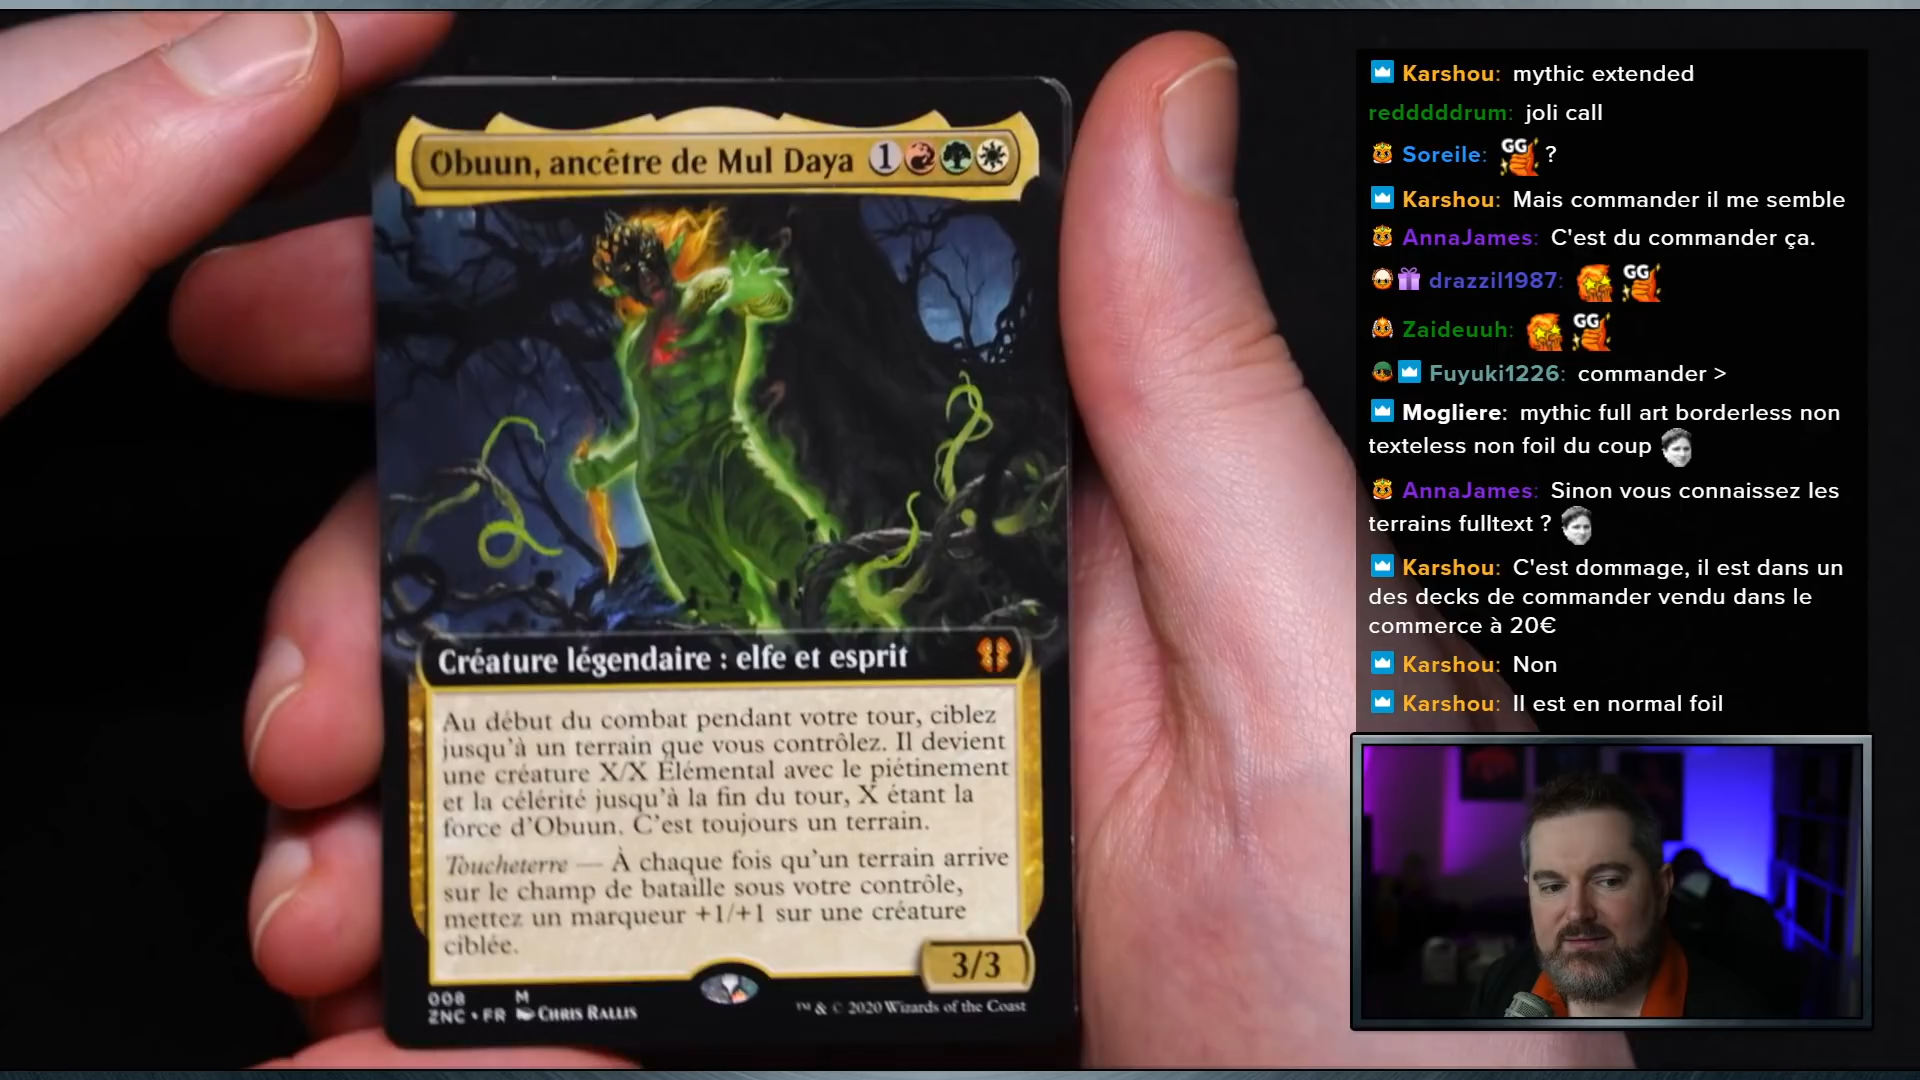 Obuun, ancêtre de Mul Daya 1
Créature légendaire : elfe et esprit
Au début du combat pendant votre tour, ciblez
jusqu'à un terrain que vous contrôlez. Il devient
une créature X/X Élémental avec le piétinement
et la célérité jusqu'à la fin du tour, X étant la
force d'Obuun. C'est toujours un terrain.
Toucheterre — À chaque fois qu'un terrain arrive
sur le champ de bataille sous votre contrôle,
mettez un marqueur +1/+1 sur une créature
ciblée.
3/3
008 M
ZNC • FR Chris Rallis
™ & © 2020 Wizards of the Coast
Karshou: mythic extended
redddddrum: joli call
Soreile: GG ?
Karshou: Mais commander il me semble
AnnaJames: C'est du commander ça.
drazzil1987: GG
Zaideuuh: GG
Fuyuki1226: commander >
Mogliere: mythic full art borderless non
texteless non foil du coup
AnnaJames: Sinon vous connaissez les
terrains fulltext ?
Karshou: C'est dommage, il est dans un
des decks de commander vendu dans le
commerce à 20€
Karshou: Non
Karshou: Il est en normal foil